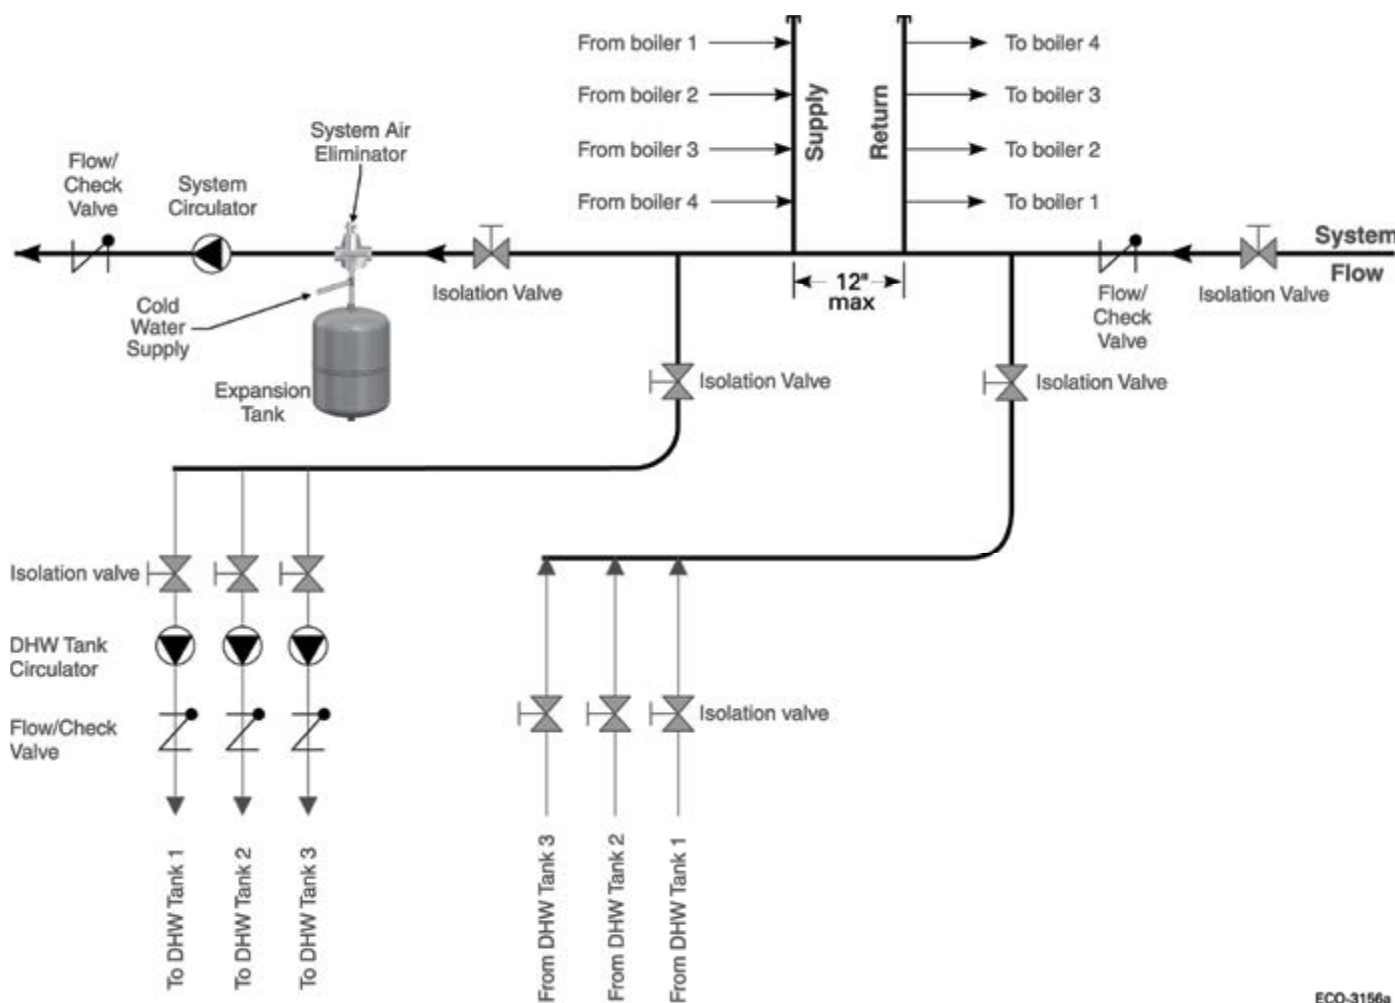 From boiler 1
From boiler 2
From boiler 3
From boiler 4
Supply
Return
To boiler 4
To boiler 3
To boiler 2
To boiler 1
System Air
Eliminator
Flow/
Check
Valve
System
Circulator
Isolation Valve
12"
max
System
Flow
Flow/
Check
Valve
Isolation Valve
Cold
Water
Supply
Expansion
Tank
Isolation Valve
Isolation Valve
Isolation valve
DHW Tank
Circulator
Flow/Check
Valve
Isolation valve
To DHW Tank 1
To DHW Tank 2
To DHW Tank 3
From DHW Tank 3
From DHW Tank 2
From DHW Tank 1
ECO-3156a